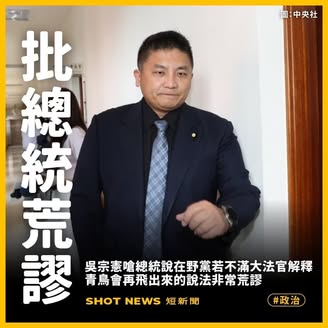 圖：中央社
批總統荒謬
吳宗憲嗆總統說在野黨若不滿大法官解釋
青鳥會再飛出來的說法非常荒謬
SHOT NEWS 短新聞
#政治